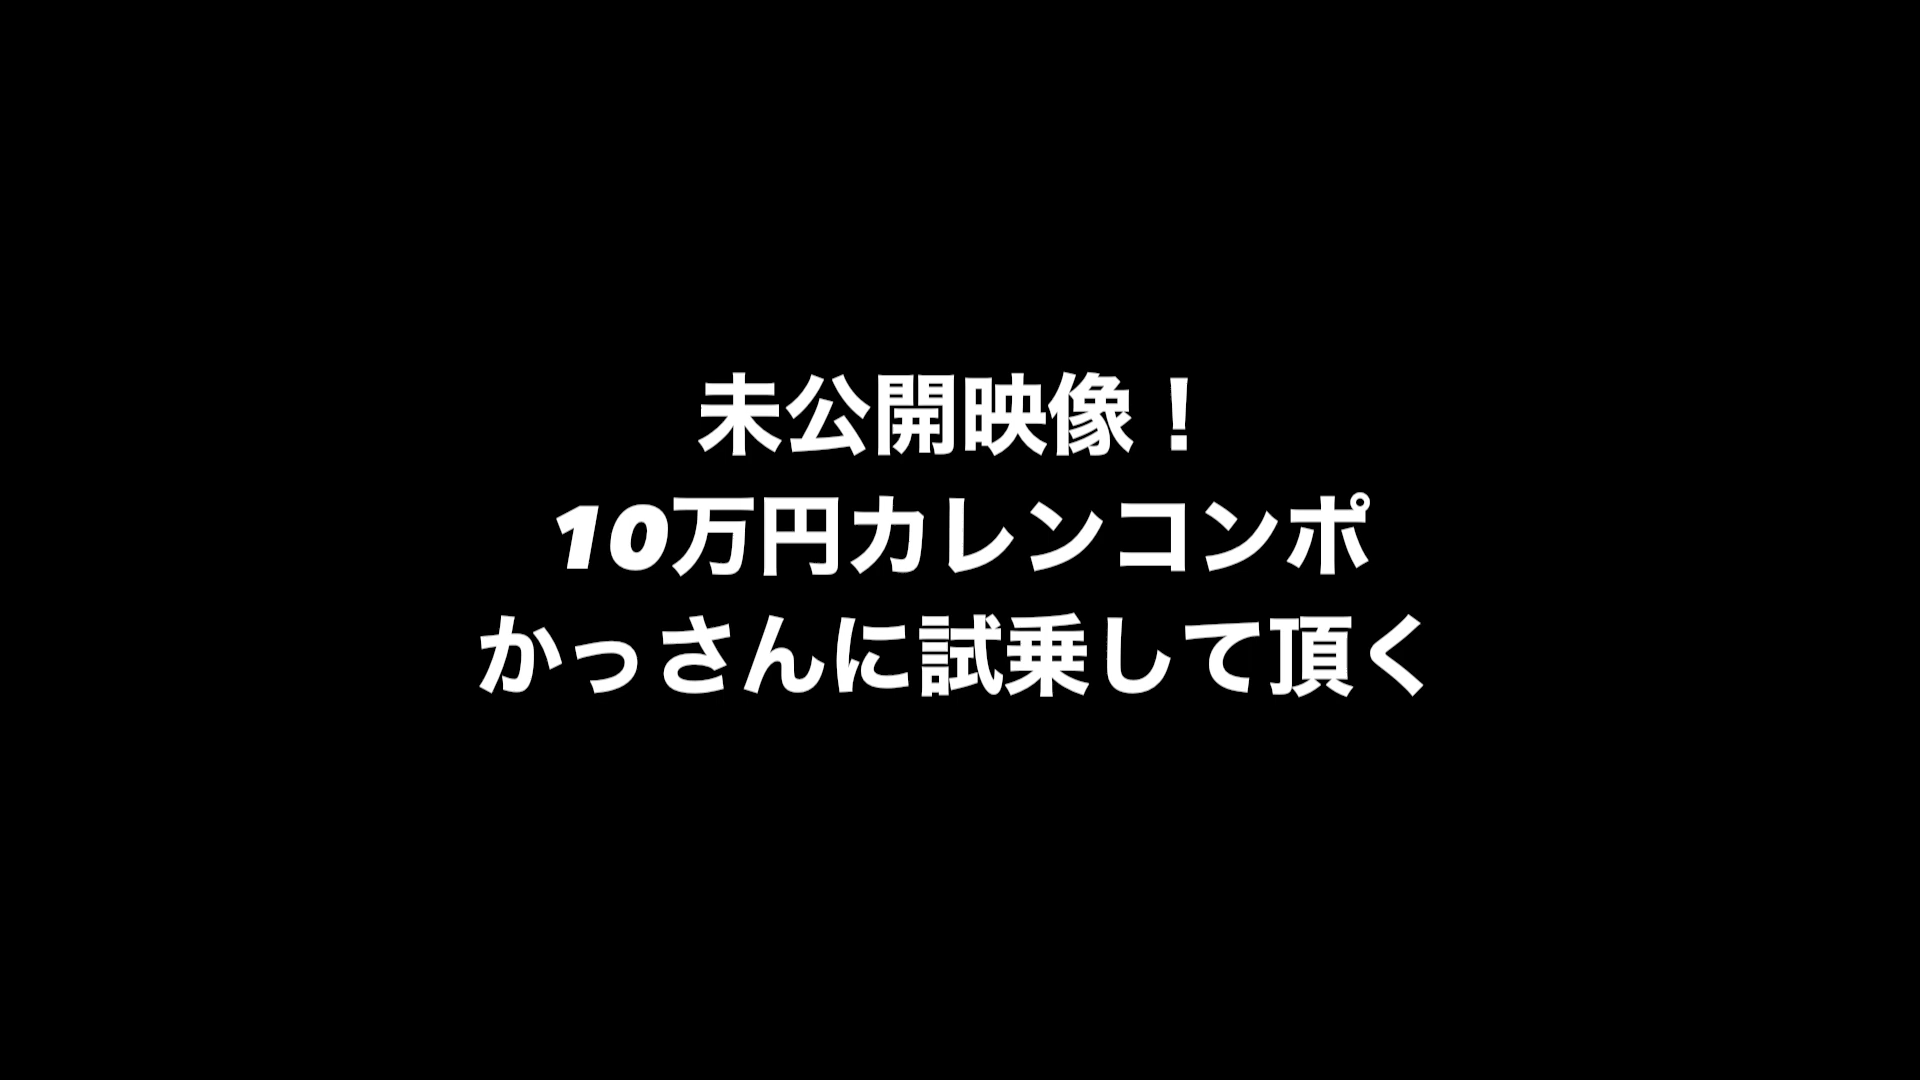 未公開映像！
10万円カレンコンポ
かっさんに試乗して頂く